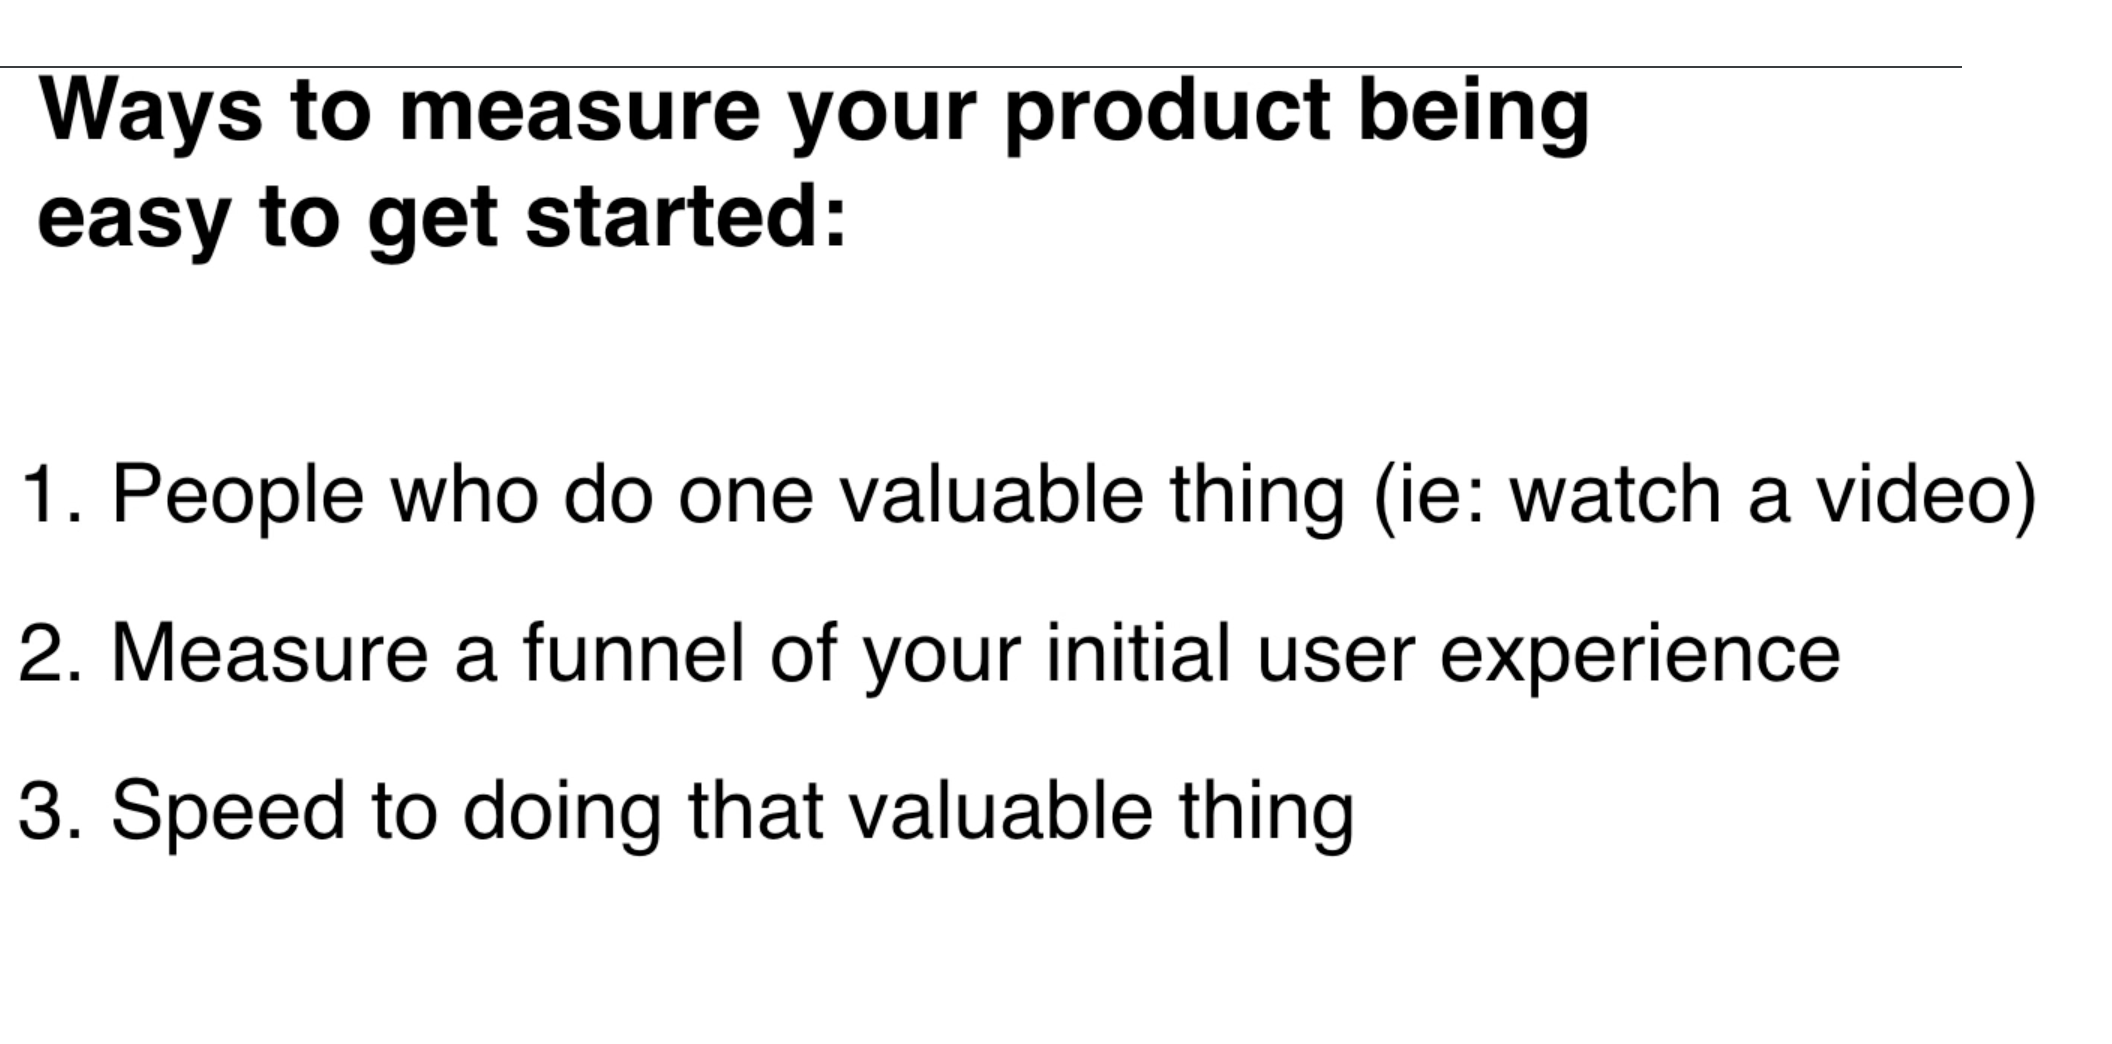 Ways to measure your product being
easy to get started:
1. People who do one valuable thing (ie: watch a video)
2. Measure a funnel of your initial user experience
3. Speed to doing that valuable thing